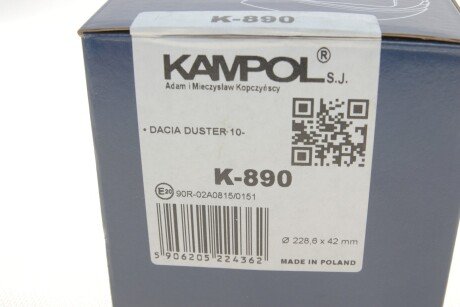 K-890
KAMPOL® S.J.
Adam i Mieczysław Kopczyńscy
• DACIA DUSTER 10-
K-890
E20 90R-02A0815/0151
Ø 228,6 x 42 mm
5 906205 224362
MADE IN POLAND